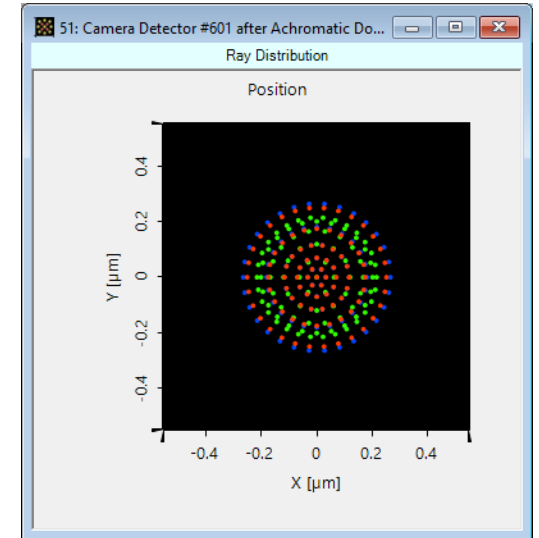 51: Camera Detector #601 after Achromatic Do...
Ray Distribution
Position
Y [µm]
0.4
0.2
0
-0.2
-0.4
-0.4 -0.2 0 0.2 0.4
X [µm]